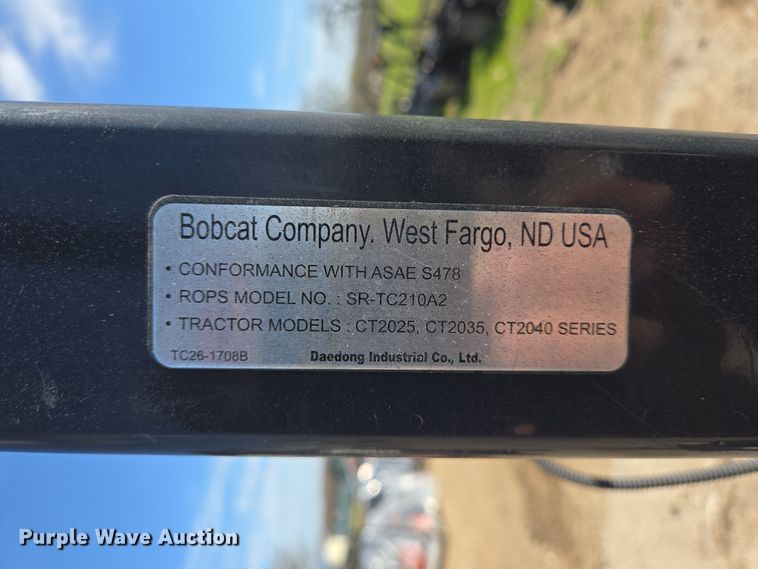 Bobcat Company. West Fargo, ND USA
• CONFORMANCE WITH ASAE S478
• ROPS MODEL NO. : SR-TC210A2
• TRACTOR MODELS : CT2025, CT2035, CT2040 SERIES
TC26-1708B Daedong Industrial Co., Ltd.
Purple Wave Auction